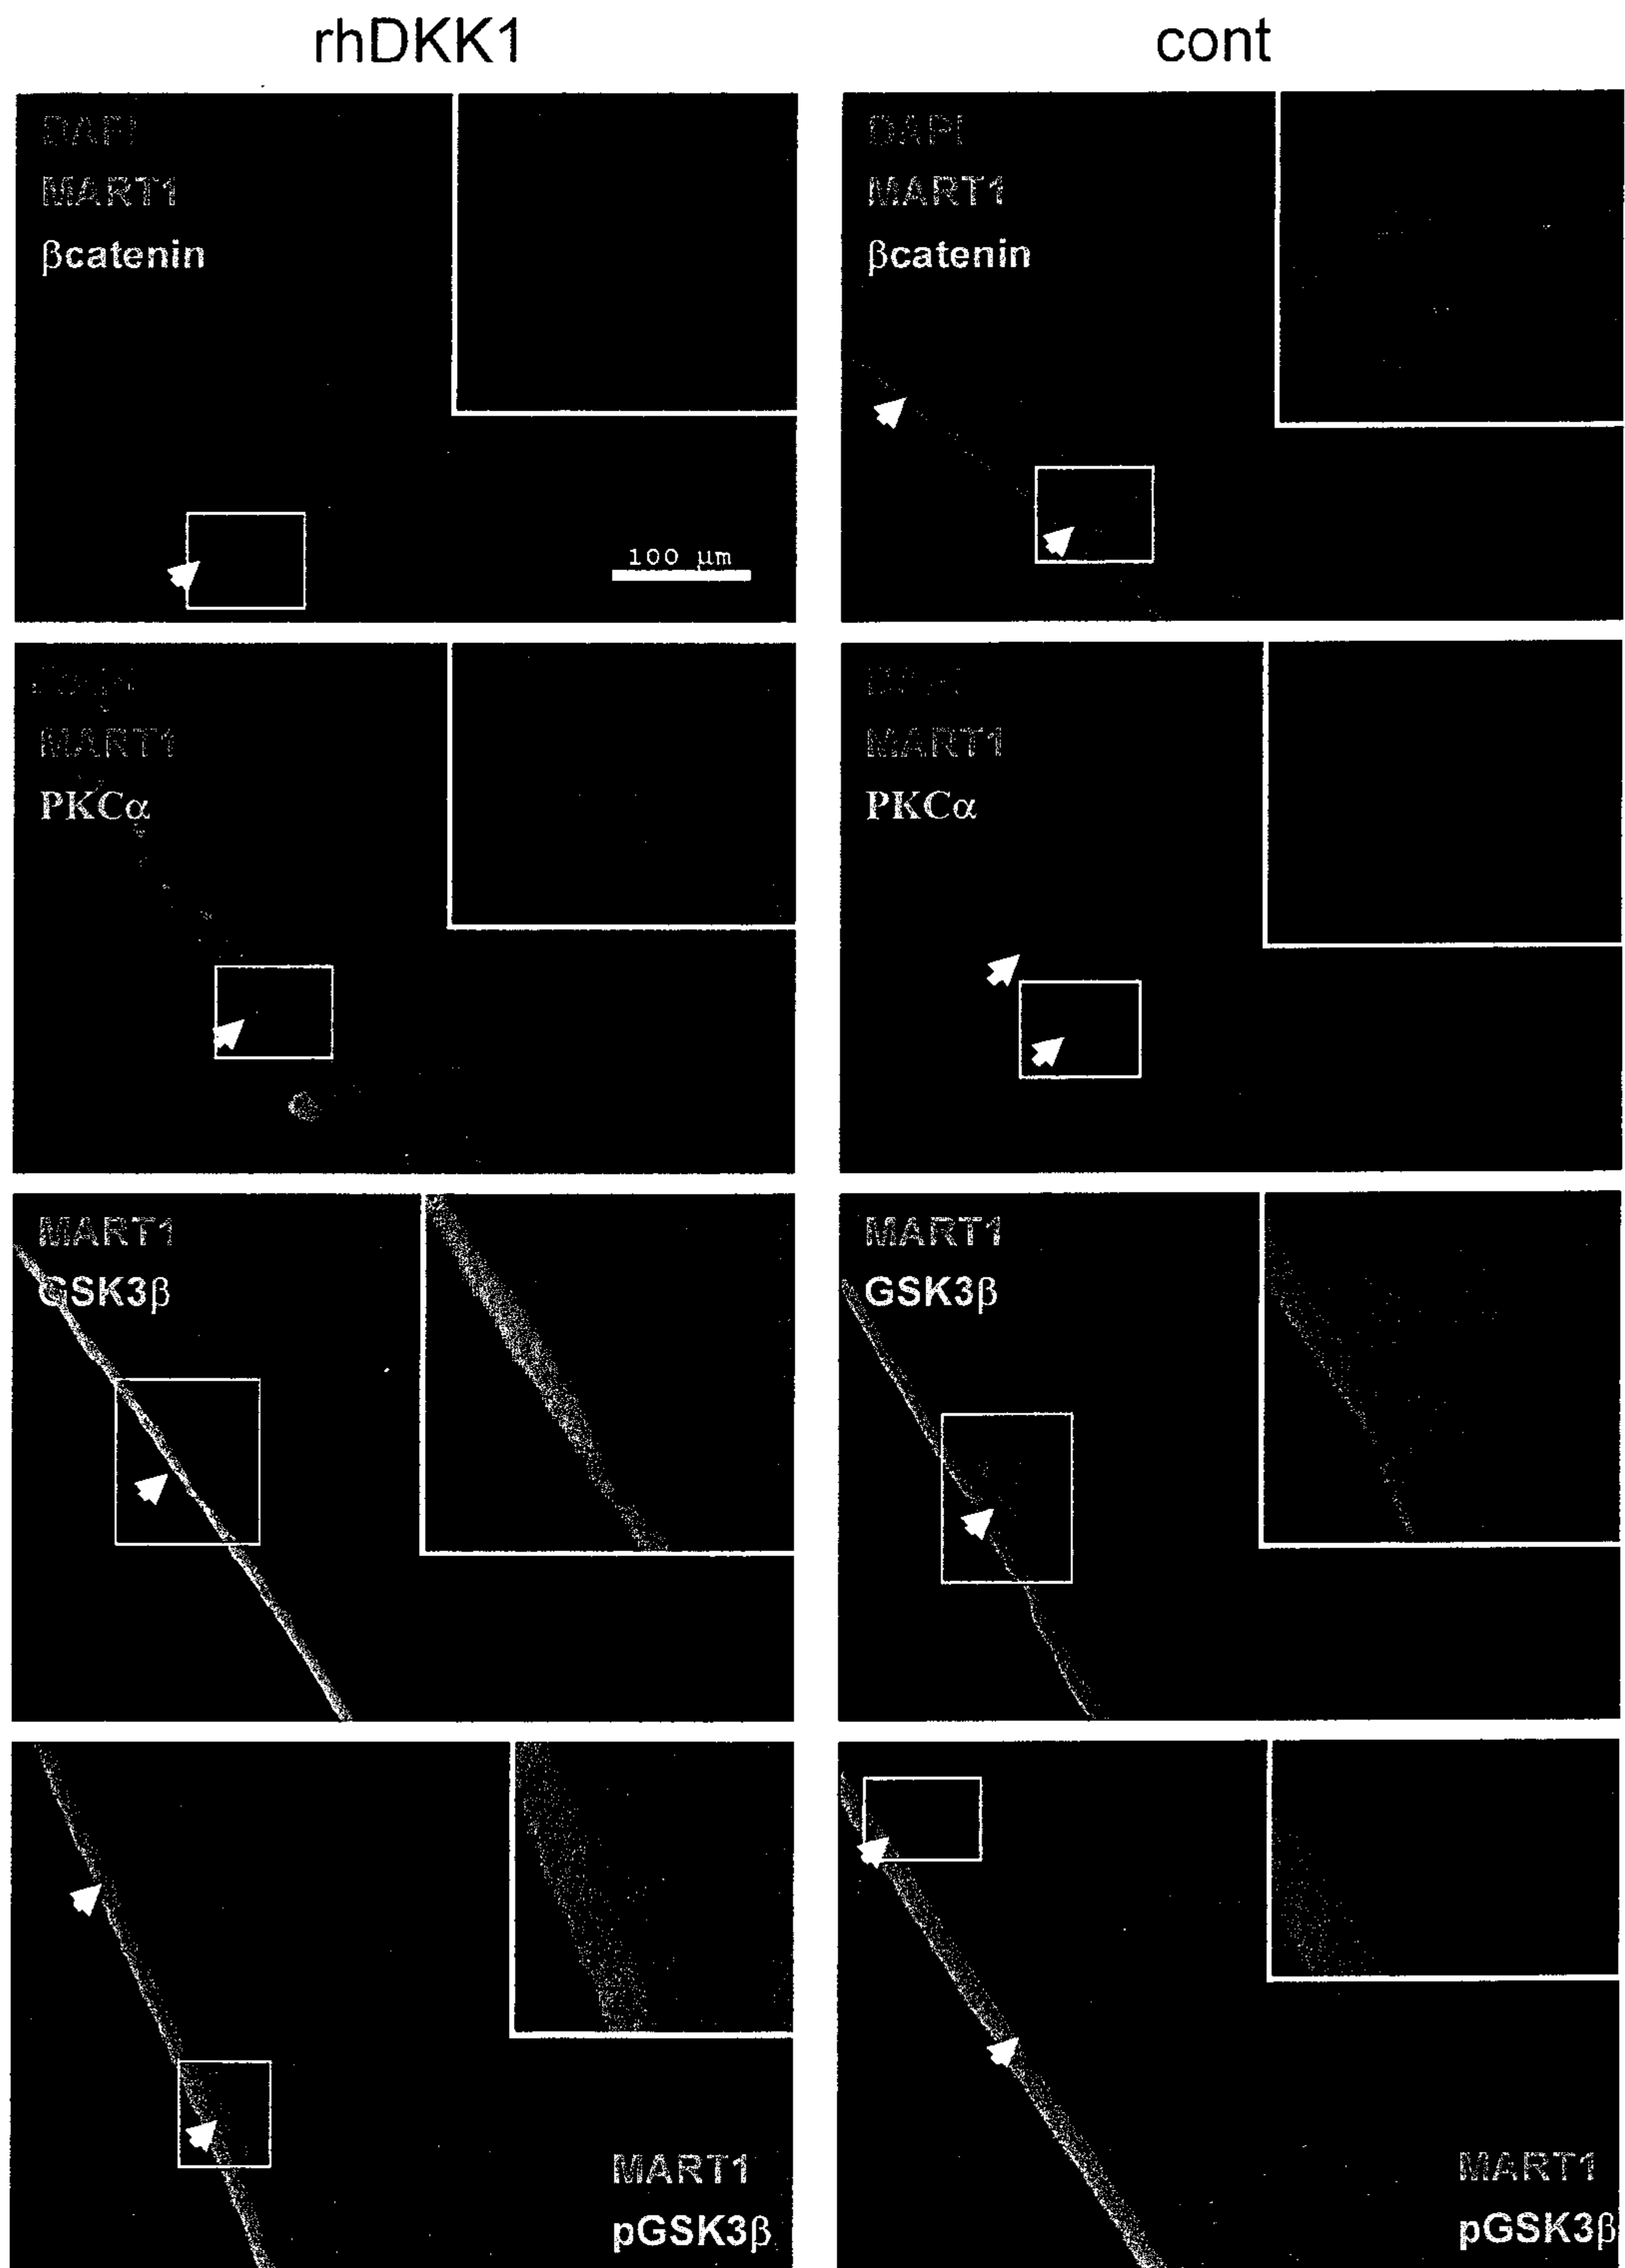 rhDKK1
cont
DAPI
MART1
βcatenin
100 µm
DAPI
MART1
βcatenin
MART1
PKCα
MART1
PKCα
MART1
GSK3β
MART1
GSK3β
MART1
pGSK3β
MART1
pGSK3β